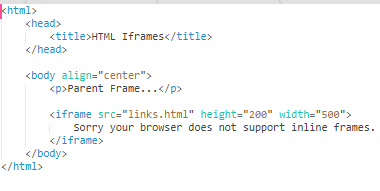 <html>
    <head>
        <title>HTML Iframes</title>
    </head>

    <body align="center">
        <p>Parent Frame...</p>

        <iframe src="links.html" height="200" width="500">
            Sorry your browser does not support inline frames.
        </iframe>
    </body>
</html>